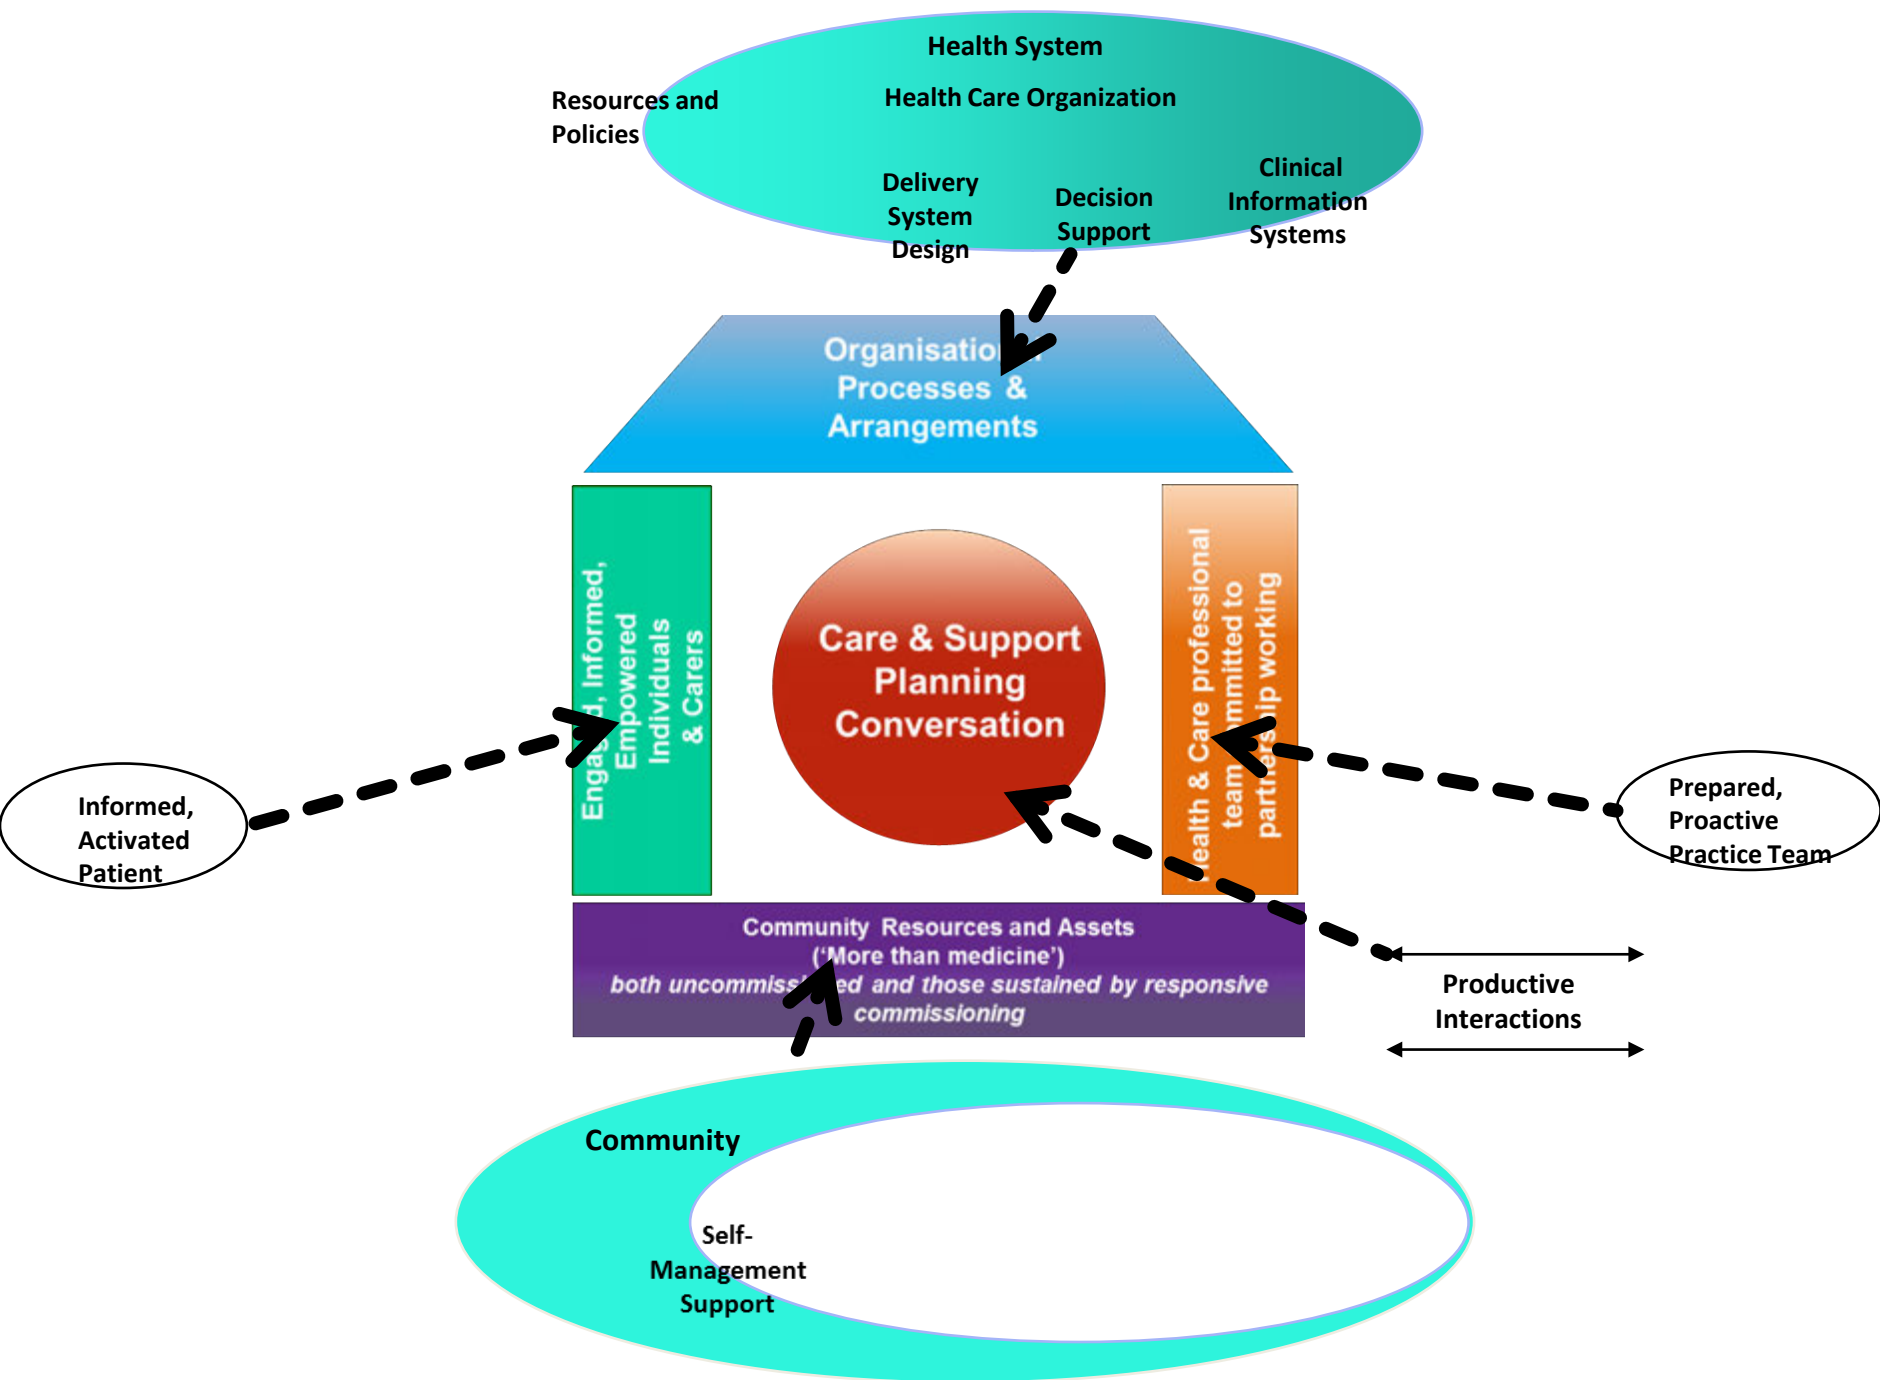 Health System
Resources and
Policies
Health Care Organization
Delivery
System
Design
Decision
Support
Clinical
Information
Systems
Processes &
Arrangements
Informed,
Empowered
Individuals
& Carers
Care & Support
Planning
Conversation
Health & Care professional
team committed to
partnership working
Informed,
Activated
Patient
Prepared,
Proactive
Practice Team
Community Resources and Assets
(‘More than medicine’)
both uncommissioned and those sustained by responsive
commissioning
Productive
Interactions
Community
Self-
Management
Support